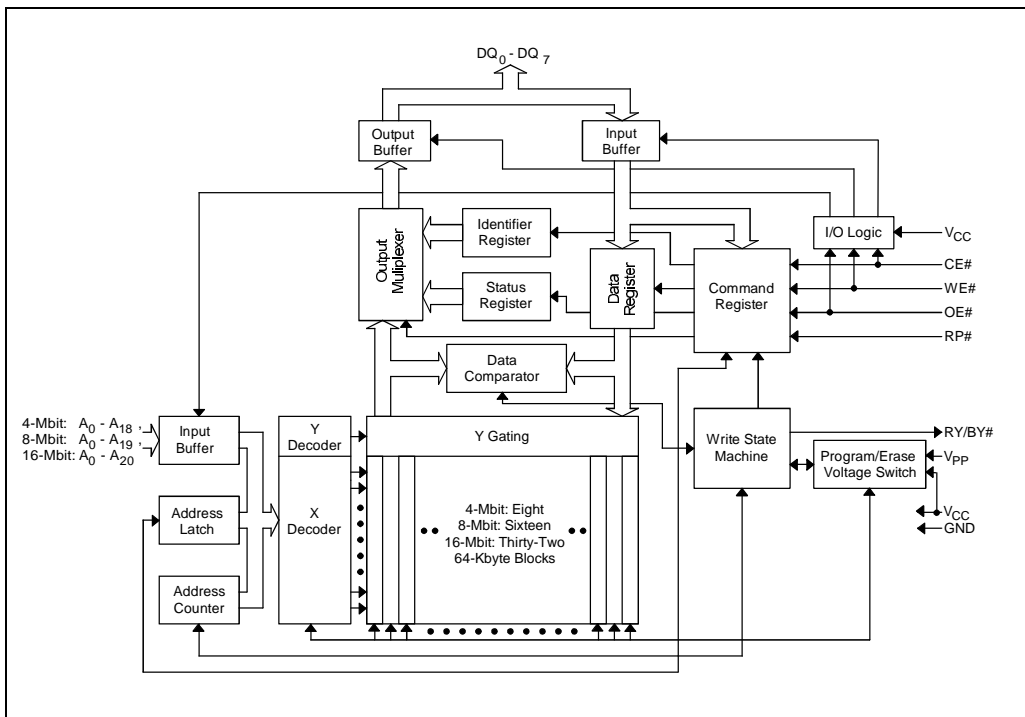 DQ0 - DQ 7
Output
Buffer
Input
Buffer
Output
Muliplexer
Identifier
Register
Status
Register
Data
Register
Command
Register
I/O Logic
VCC
CE#
WE#
OE#
RP#
Data
Comparator
4-Mbit: A0 - A18 ,
8-Mbit: A0 - A19 ,
16-Mbit: A0 - A20
Input
Buffer
Y
Decoder
Y Gating
Write State
Machine
RY/BY#
Program/Erase
Voltage Switch
VPP
VCC
GND
Address
Latch
X
Decoder
4-Mbit: Eight
8-Mbit: Sixteen
16-Mbit: Thirty-Two
64-Kbyte Blocks
Address
Counter